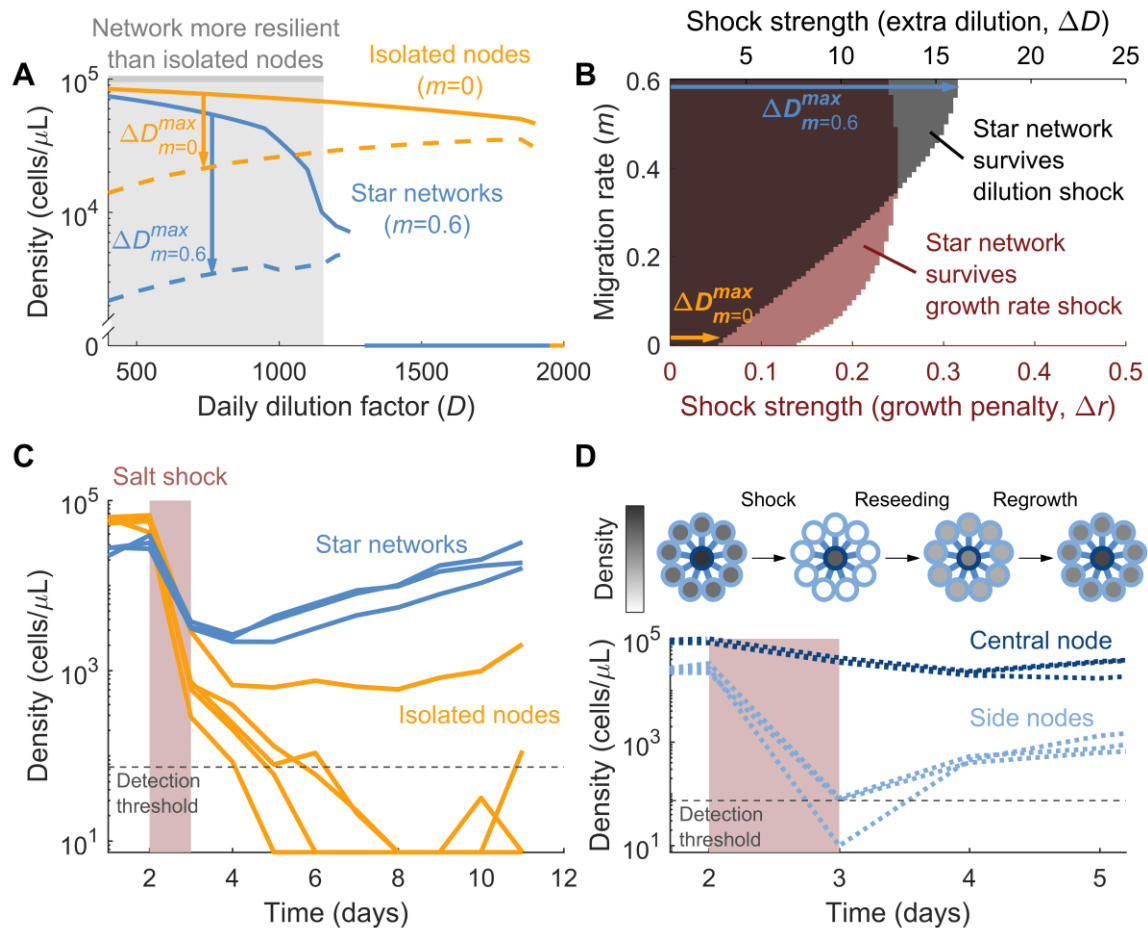 Network more resilient
than isolated nodes
A
Isolated nodes
(m=0)
10^5
ΔD^max_m=0
Star networks
(m=0.6)
10^4
ΔD^max_m=0.6
Density (cells/μL)
0
500
1000
1500
2000
Daily dilution factor (D)
Shock strength (extra dilution, ΔD)
5
10
15
20
25
B
0.6
ΔD^max_m=0.6
Star network
survives
dilution shock
0.4
Migration rate (m)
Star network
survives
growth rate shock
0.2
ΔD^max_m=0
0
0
0.1
0.2
0.3
0.4
0.5
Shock strength (growth penalty, Δr)
C
Salt shock
10^5
Star networks
10^3
Isolated nodes
Density (cells/μL)
Detection
threshold
10^1
2
4
6
8
10
12
Time (days)
D
Shock
Reseeding
Regrowth
Density
10^5
Central node
Side nodes
10^3
Density (cells/μL)
Detection
threshold
10^1
2
3
4
5
Time (days)